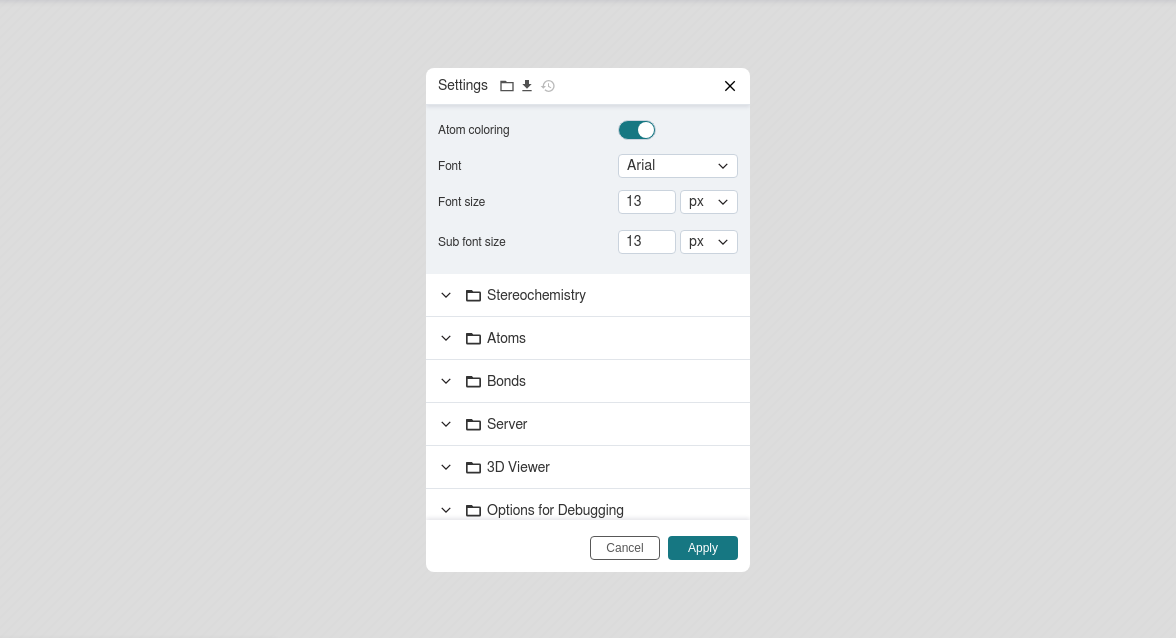 Settings
Atom coloring
Font Arial
Font size 13 px
Sub font size 13 px
Stereochemistry
Atoms
Bonds
Server
3D Viewer
Options for Debugging
Cancel Apply